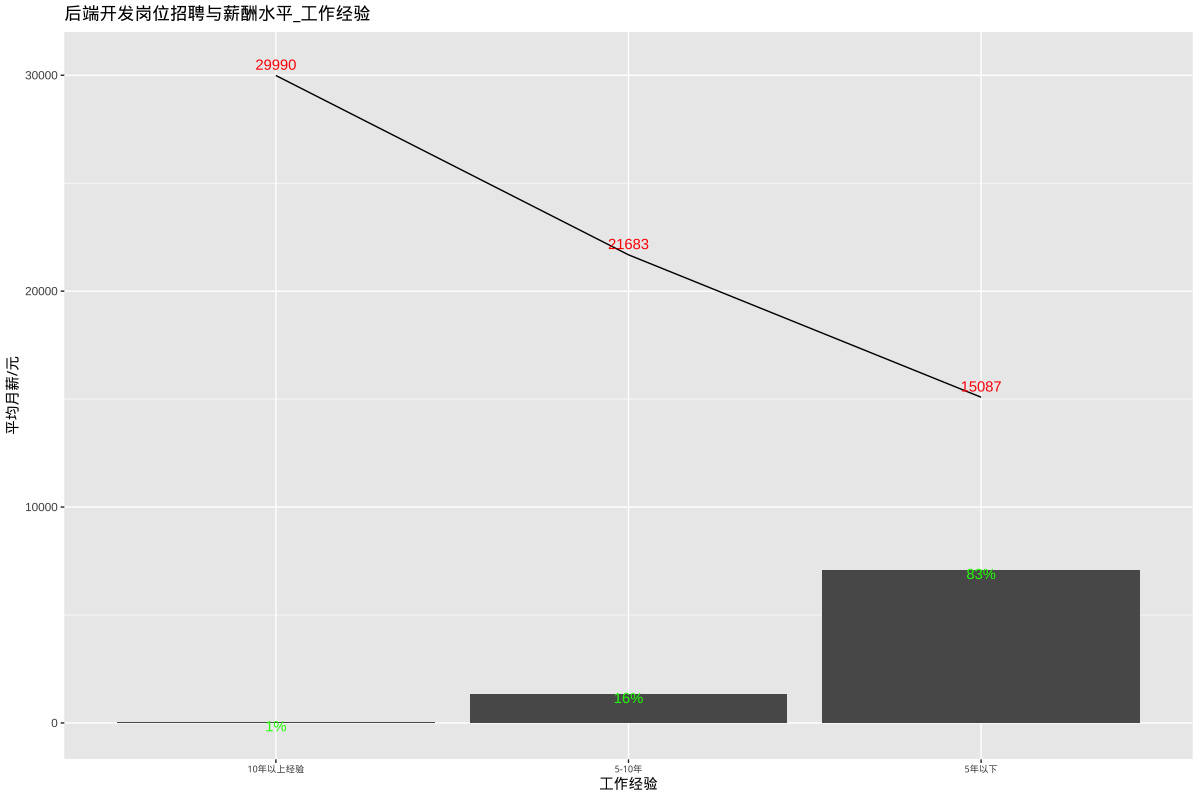 后端开发岗位招聘与薪酬水平_工作经验
平均月薪/元
30000
20000
10000
0
29990
21683
15087
1%
16%
83%
10年以上经验
5-10年
5年以下
工作经验